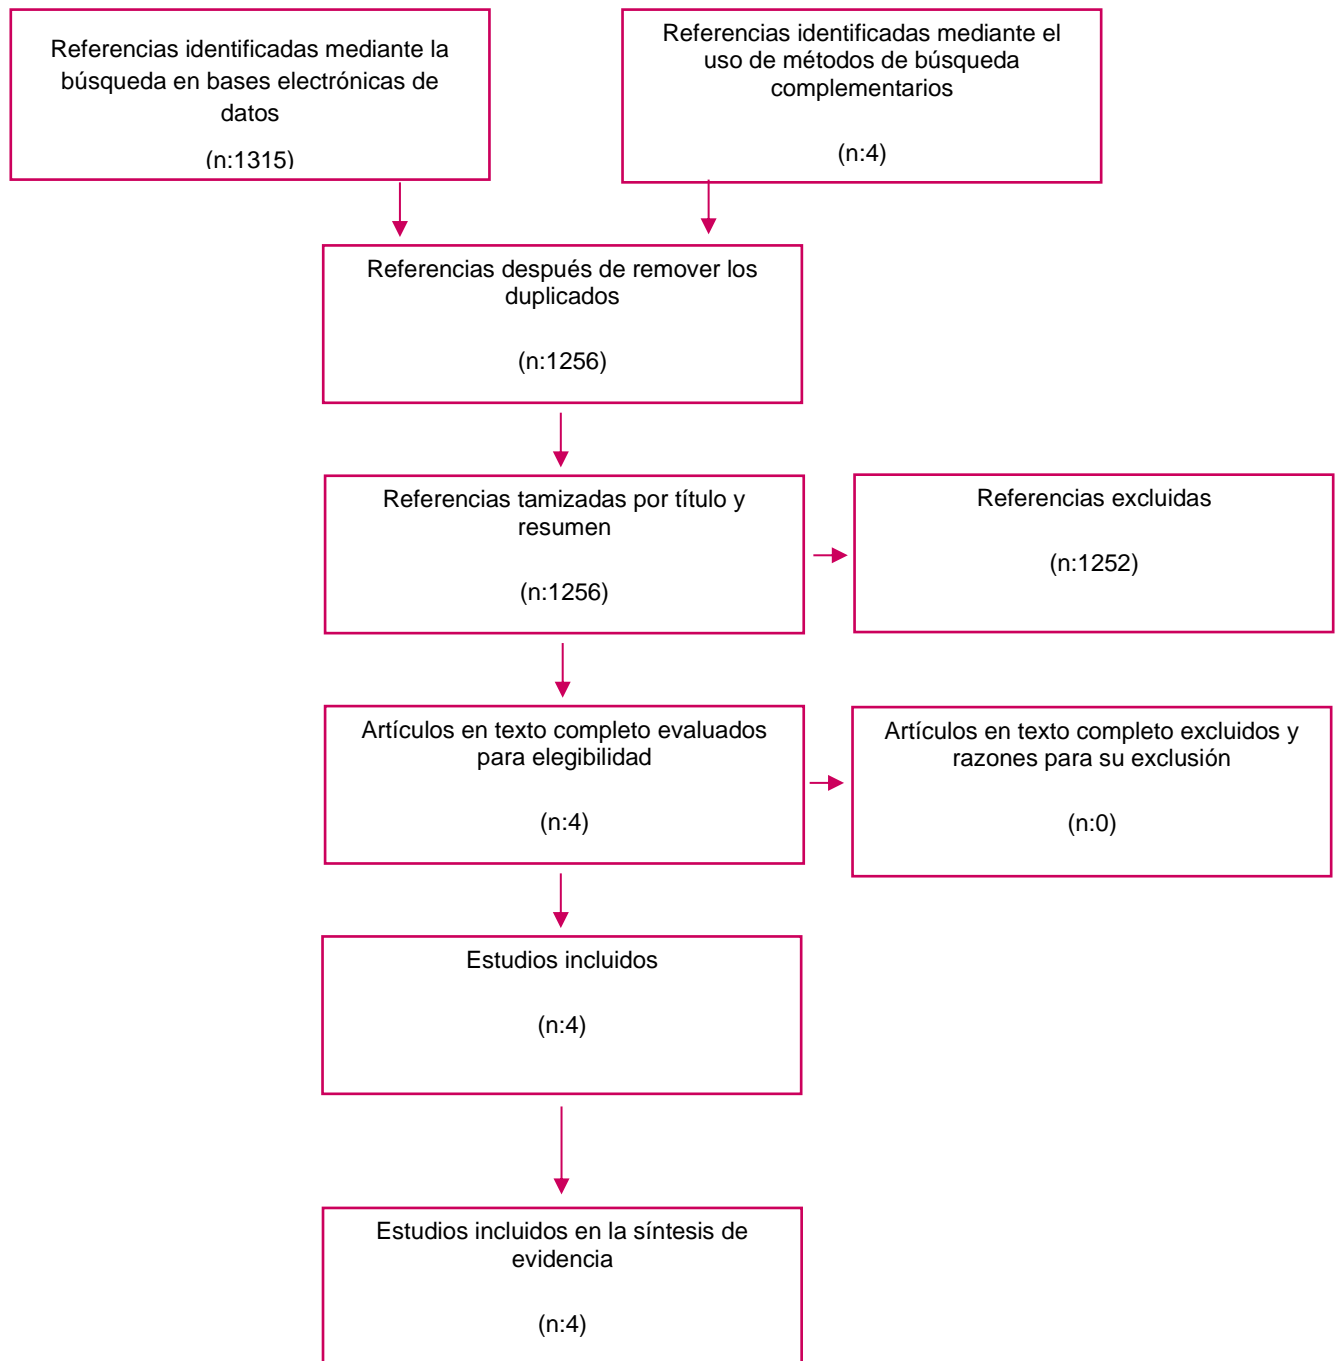 Referencias identificadas mediante la
búsqueda en bases electrónicas de
datos
(n:1315)
Referencias identificadas mediante el
uso de métodos de búsqueda
complementarios
(n:4)
Referencias después de remover los
duplicados
(n:1256)
Referencias tamizadas por título y
resumen
(n:1256)
Referencias excluidas
(n:1252)
Artículos en texto completo evaluados
para elegibilidad
(n:4)
Artículos en texto completo excluidos y
razones para su exclusión
(n:0)
Estudios incluidos
(n:4)
Estudios incluidos en la síntesis de
evidencia
(n:4)